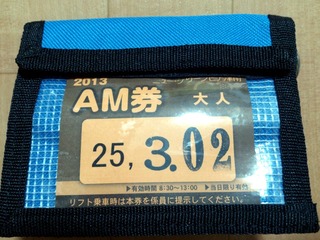 2013
AM券 大人
25, 3.02
▶有効時間 8:30~13:00 ▶当日限り有効
リフト乗車時は本券を係員に提示してください。